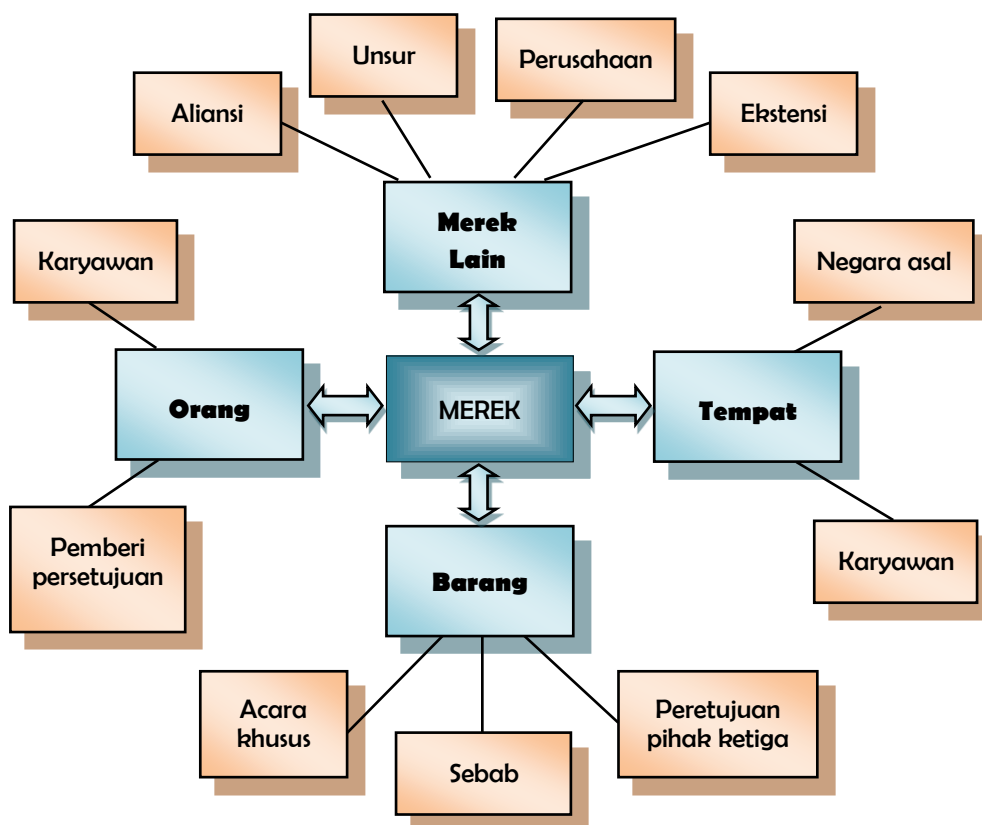 Unsur
Perusahaan
Aliansi
Ekstensi
Merek
Lain
Karyawan
Negara asal
Orang
MEREK
Tempat
Pemberi
persetujuan
Barang
Karyawan
Acara
khusus
Sebab
Peretujuan
pihak ketiga